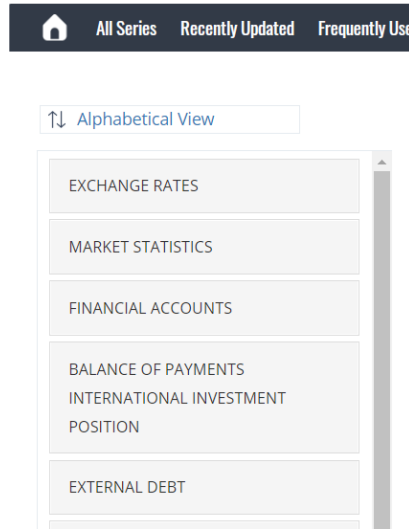 All Series Recently Updated Frequently Use
Alphabetical View
EXCHANGE RATES
MARKET STATISTICS
FINANCIAL ACCOUNTS
BALANCE OF PAYMENTS
INTERNATIONAL INVESTMENT
POSITION
EXTERNAL DEBT